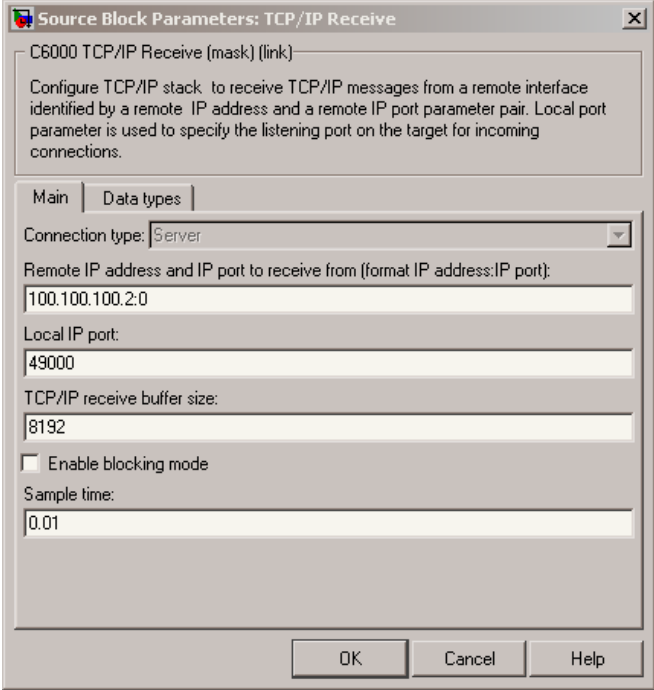 Source Block Parameters: TCP/IP Receive
C6000 TCP/IP Receive (mask) (link)
Configure TCP/IP stack  to receive TCP/IP messages from a remote interface
identified by a remote  IP address and a remote IP port parameter pair. Local port
parameter is used to specify the listening port on the target for incoming
connections.
Main
Data types
Connection type: Server
Remote IP address and IP port to receive from (format IP address:IP port):
100.100.100.2:0
Local IP port:
49000
TCP/IP receive buffer size:
8192
Enable blocking mode
Sample time:
0.01
OK
Cancel
Help